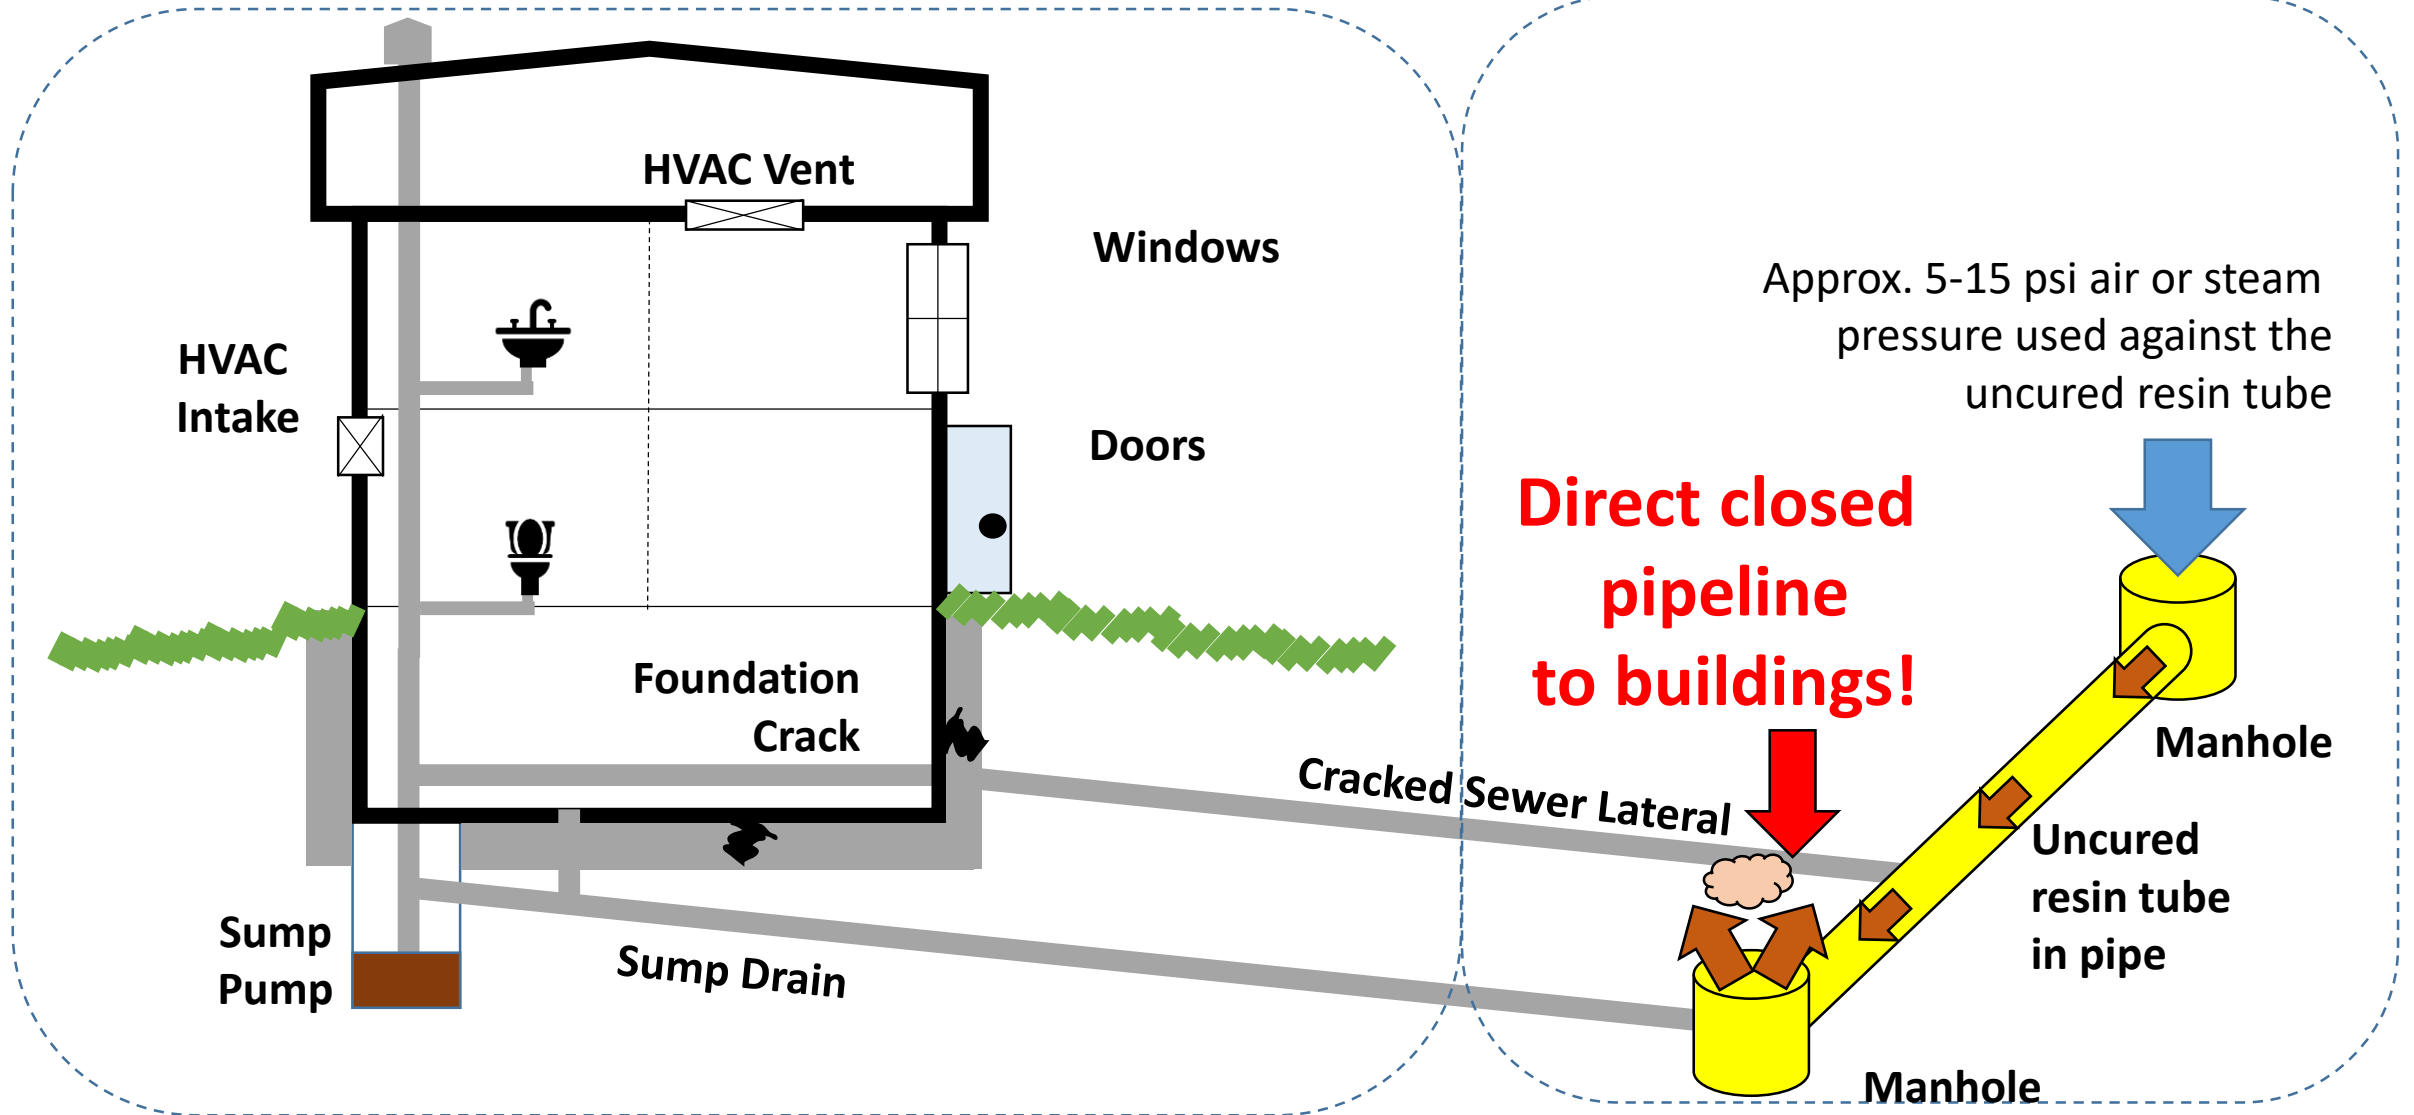 HVAC Vent
Windows
HVAC
Intake
Doors
Foundation
Crack
Sump
Pump
Sump Drain
Cracked Sewer Lateral
Approx. 5-15 psi air or steam
pressure used against the
uncured resin tube
Direct closed
pipeline
to buildings!
Manhole
Uncured
resin tube
in pipe
Manhole